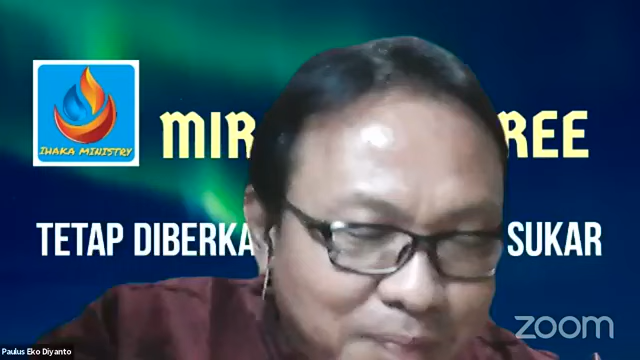 IHAKA MINISTRY
MIR REE
TETAP DIBERKA SUKAR
zoom
Paulus Eko Diyanto